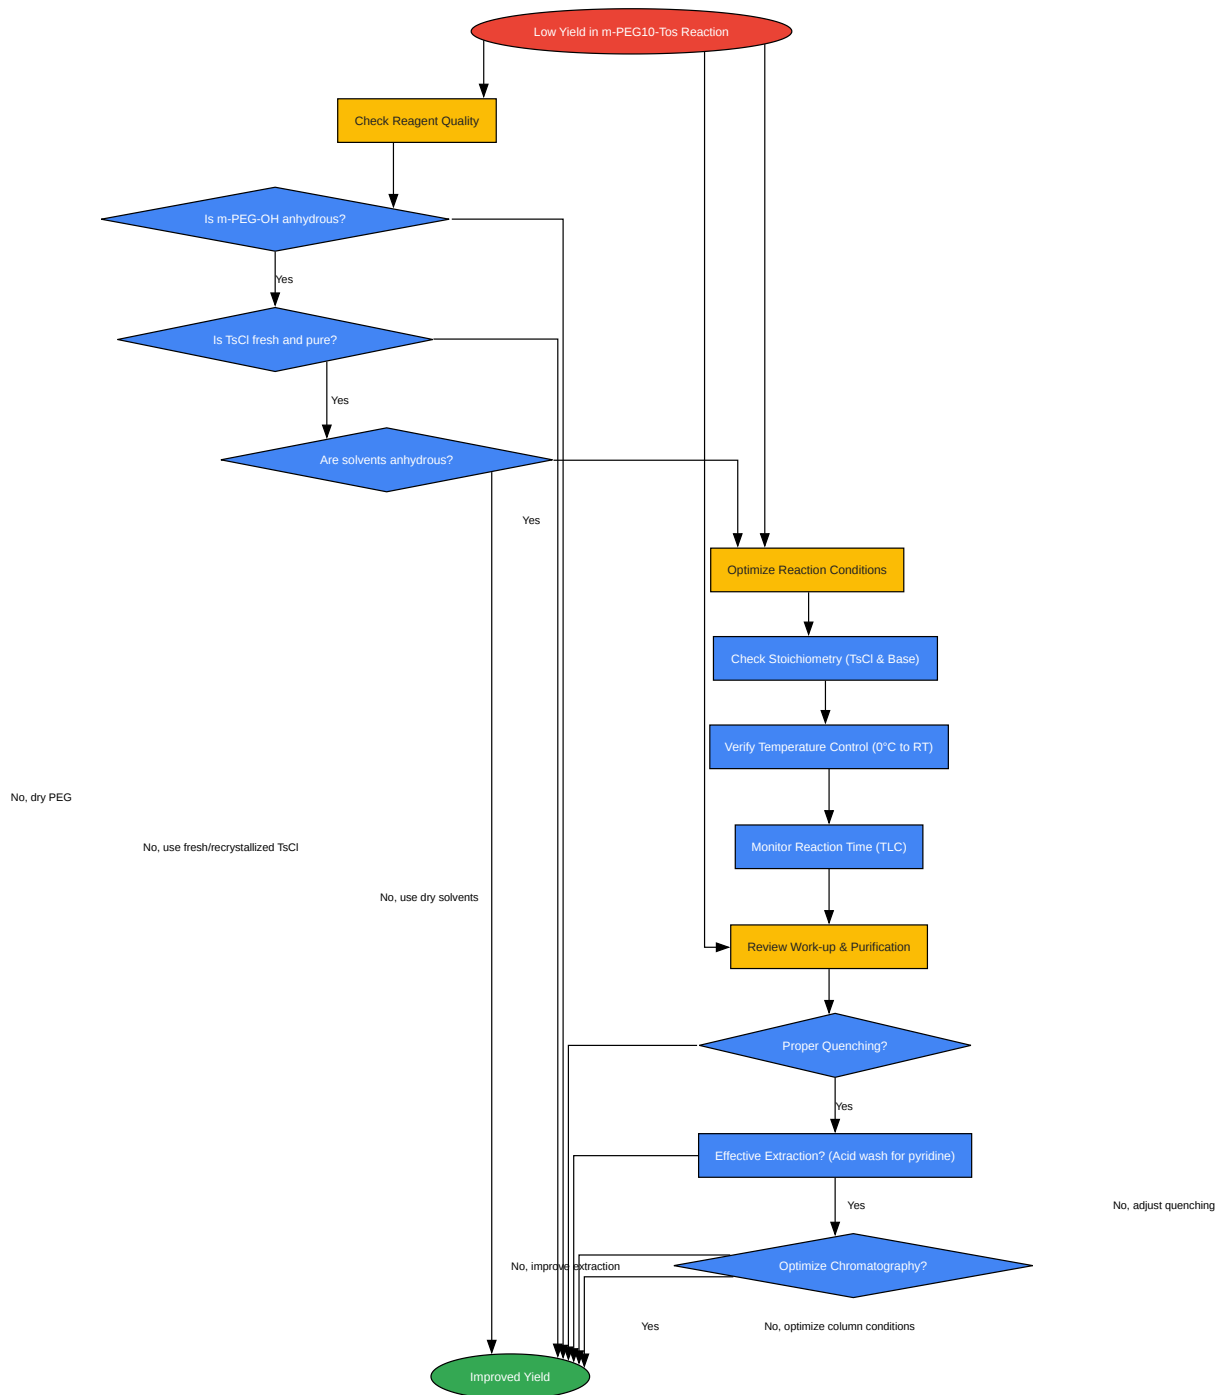 Low Yield in m-PEG10-Tos Reaction
Check Reagent Quality
Is m-PEG-OH anhydrous?
Yes
Is TsCl fresh and pure?
Yes
Are solvents anhydrous?
Yes
Optimize Reaction Conditions
Check Stoichiometry (TsCl & Base)
Verify Temperature Control (0°C to RT)
No, dry PEG
Monitor Reaction Time (TLC)
No, use fresh/recrystallized TsCl
No, use dry solvents
Review Work-up & Purification
Proper Quenching?
Yes
Effective Extraction? (Acid wash for pyridine)
Yes
No, adjust quenching
No, improve extraction
Optimize Chromatography?
Yes
No, optimize column conditions
Improved Yield